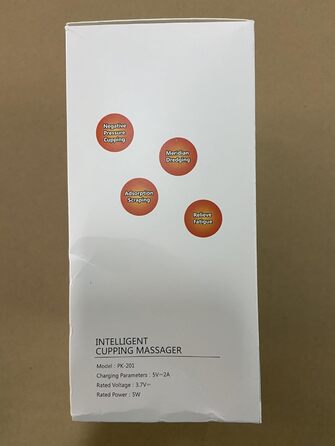 Negative
Pressure
Cupping
Meridian
Dredging
Adsorption
Scraping
Relieve
Fatigue
INTELLIGENT
CUPPING MASSAGER
Model : PK-201
Charging Parameters : 5V⎓2A
Rated Voltage : 3.7V⎓
Rated Power : 5W